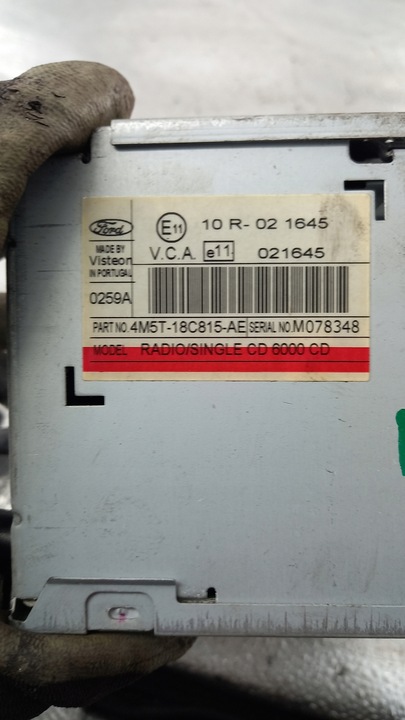 Ford
E11 10 R- 02 1645
MADE BY
Visteon
IN PORTUGAL
V.C.A. e11 021645
0259A
PART NO. 4M5T-18C815-AE SERIAL NO. M078348
MODEL RADIO/SINGLE CD 6000 CD